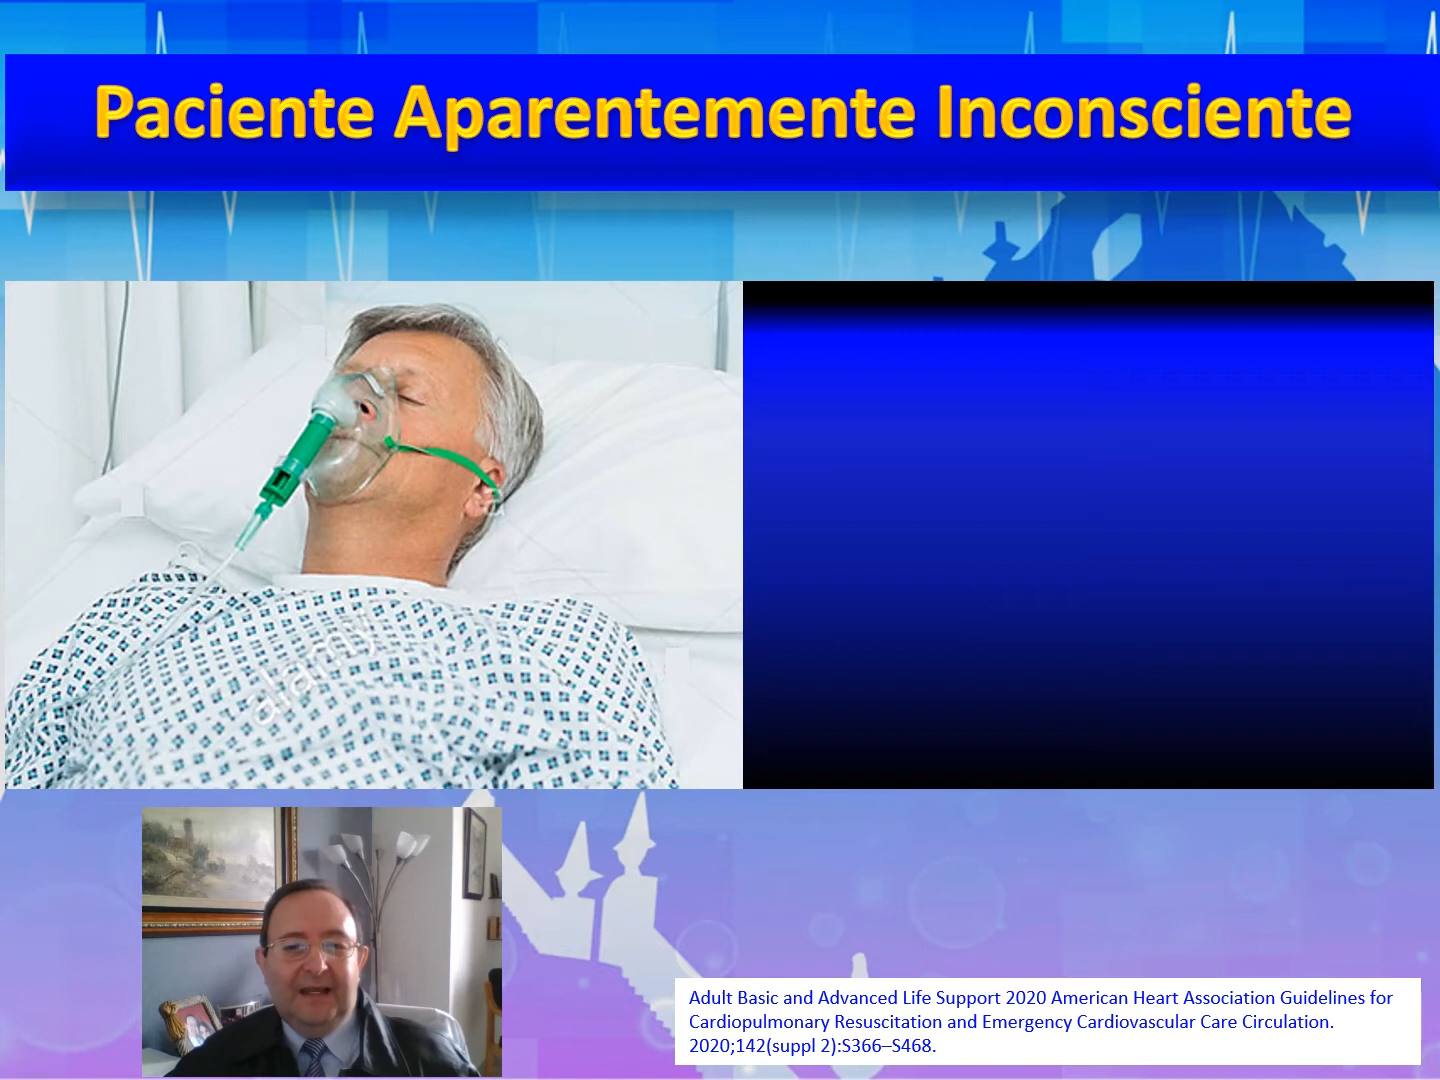 Paciente Aparentemente Inconsciente
alamy
Adult Basic and Advanced Life Support 2020 American Heart Association Guidelines for
Cardiopulmonary Resuscitation and Emergency Cardiovascular Care Circulation.
2020;142(suppl 2):S366–S468.